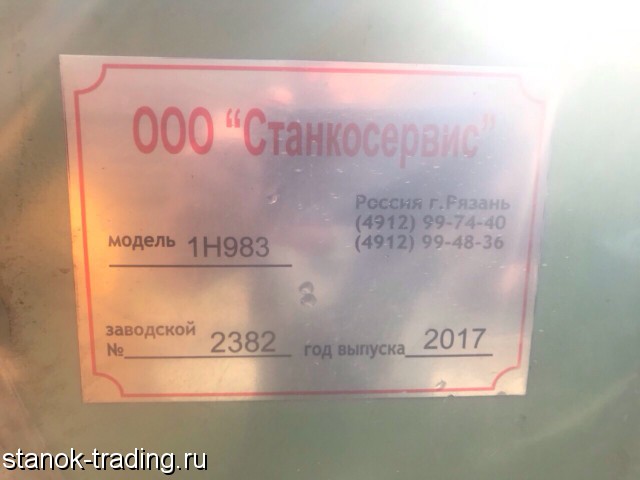 ООО “Станкосервис”
Россия г.Рязань
(4912) 99-74-40
(4912) 99-48-36
модель 1Н983
заводской
№ 2382 год выпуска 2017
stanok-trading.ru